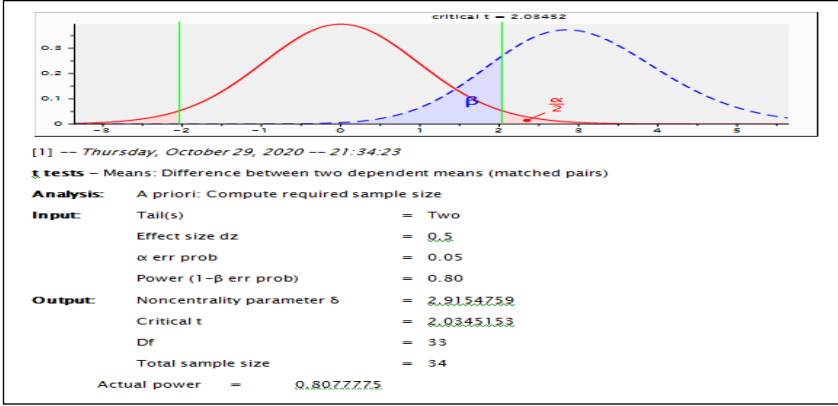 critical t = 2.03452
0.3
0.2
0.1
0
β
α
2
-3 -2 -1 0 1 2 3 4 5
[1] -- Thursday, October 29, 2020 -- 21:34:23
t tests – Means: Difference between two dependent means (matched pairs)
Analysis: A priori: Compute required sample size
Input: Tail(s) = Two
Effect size dz = 0.5
α err prob = 0.05
Power (1-β err prob) = 0.80
Output: Noncentrality parameter δ = 2.9154759
Critical t = 2.0345153
Df = 33
Total sample size = 34
Actual power = 0.8077775